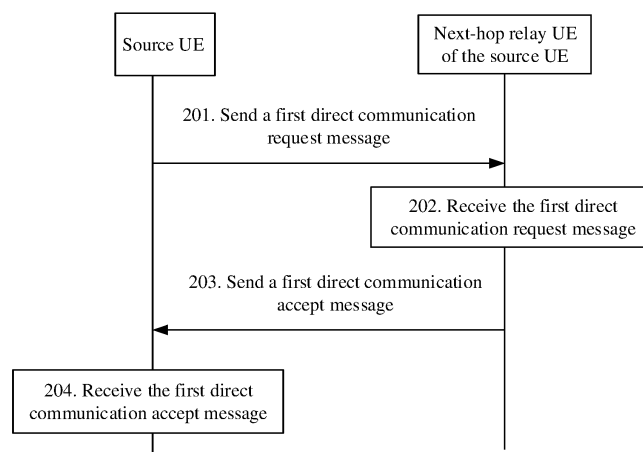 Source UE
Next-hop relay UE
of the source UE
201. Send a first direct communication
request message
202. Receive the first direct
communication request message
203. Send a first direct communication
accept message
204. Receive the first direct
communication accept message